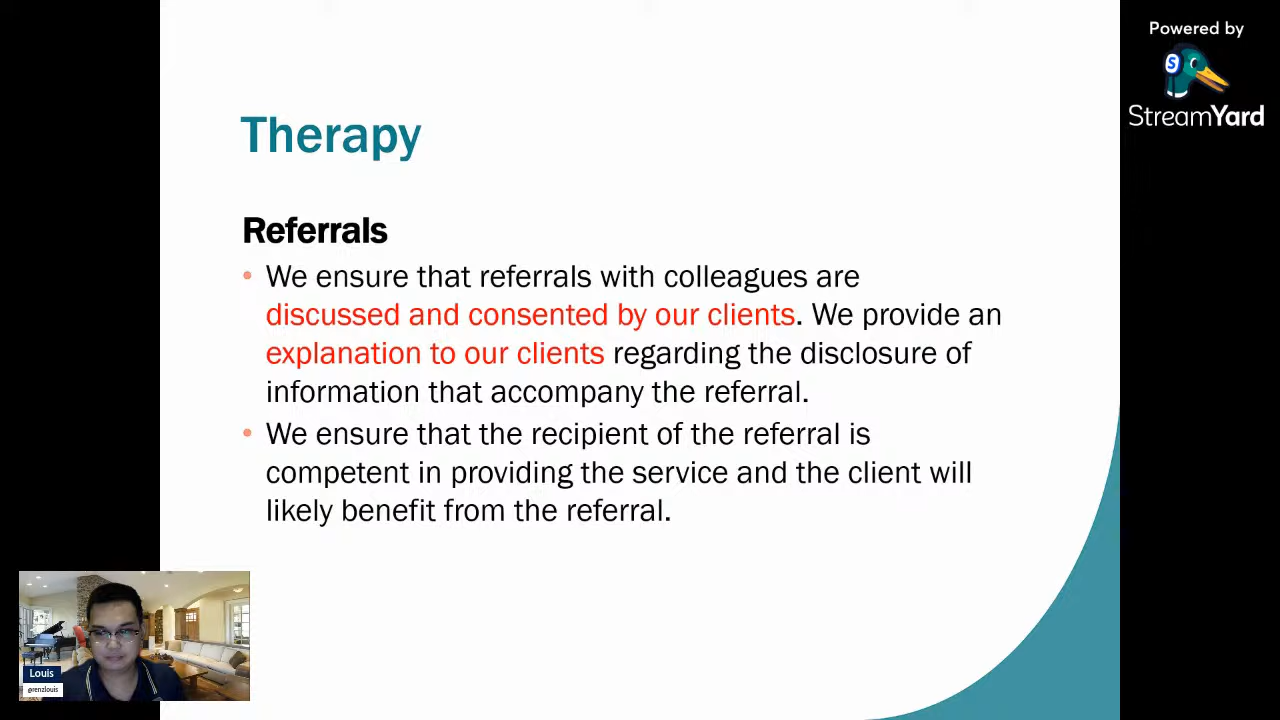 Powered by
StreamYard
Therapy
Referrals
• We ensure that referrals with colleagues are
discussed and consented by our clients. We provide an
explanation to our clients regarding the disclosure of
information that accompany the referral.
• We ensure that the recipient of the referral is
competent in providing the service and the client will
likely benefit from the referral.
Louis
@renzlouis